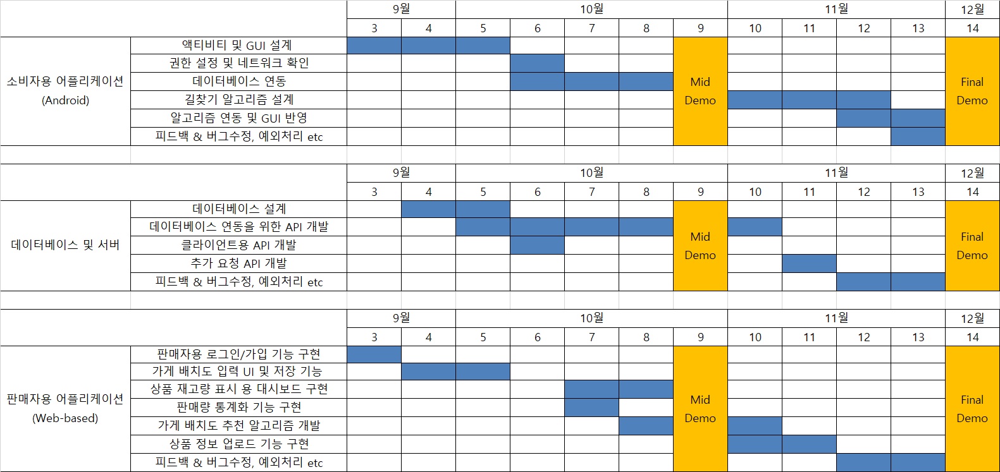 9월 10월 11월 12월
3 4 5 6 7 8 9 10 11 12 13 14
소비자용 어플리케이션
(Android)
액티비티 및 GUI 설계
권한 설정 및 네트워크 확인
데이터베이스 연동
길찾기 알고리즘 설계
알고리즘 연동 및 GUI 반영
피드백 & 버그수정, 예외처리 etc
Mid
Demo
Final
Demo
9월 10월 11월 12월
3 4 5 6 7 8 9 10 11 12 13 14
데이터베이스 및 서버
데이터베이스 설계
데이터베이스 연동을 위한 API 개발
클라이언트용 API 개발
추가 요청 API 개발
피드백 & 버그수정, 예외처리 etc
Mid
Demo
Final
Demo
9월 10월 11월 12월
3 4 5 6 7 8 9 10 11 12 13 14
판매자용 어플리케이션
(Web-based)
판매자용 로그인/가입 기능 구현
가게 배치도 입력 UI 및 저장 기능
상품 재고량 표시 용 대시보드 구현
판매량 통계화 기능 구현
가게 배치도 추천 알고리즘 개발
상품 정보 업로드 기능 구현
피드백 & 버그수정, 예외처리 etc
Mid
Demo
Final
Demo